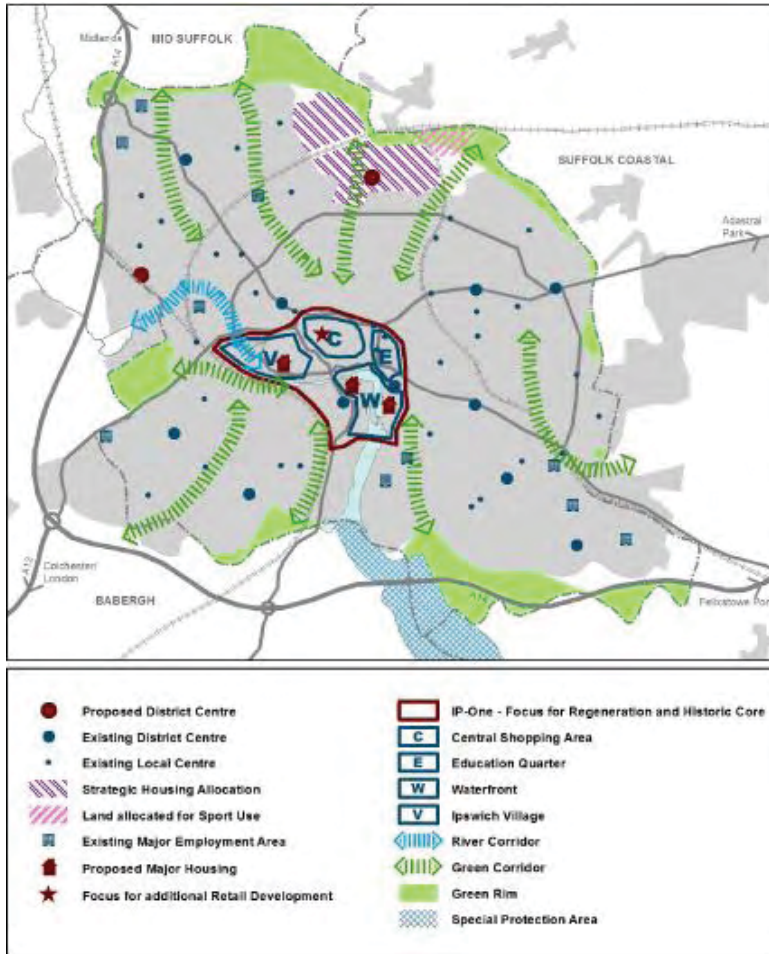 MID SUFFOLK
Midlands
A14
SUFFOLK COASTAL
Adastral
Park
C
E
V
W
Colchester/
London
A12
BABERGH
A14
Felixstowe Port
Proposed District Centre
Existing District Centre
Existing Local Centre
Strategic Housing Allocation
Land allocated for Sport Use
Existing Major Employment Area
Proposed Major Housing
Focus for additional Retail Development
IP-One - Focus for Regeneration and Historic Core
C Central Shopping Area
E Education Quarter
W Waterfront
V Ipswich Village
River Corridor
Green Corridor
Green Rim
Special Protection Area